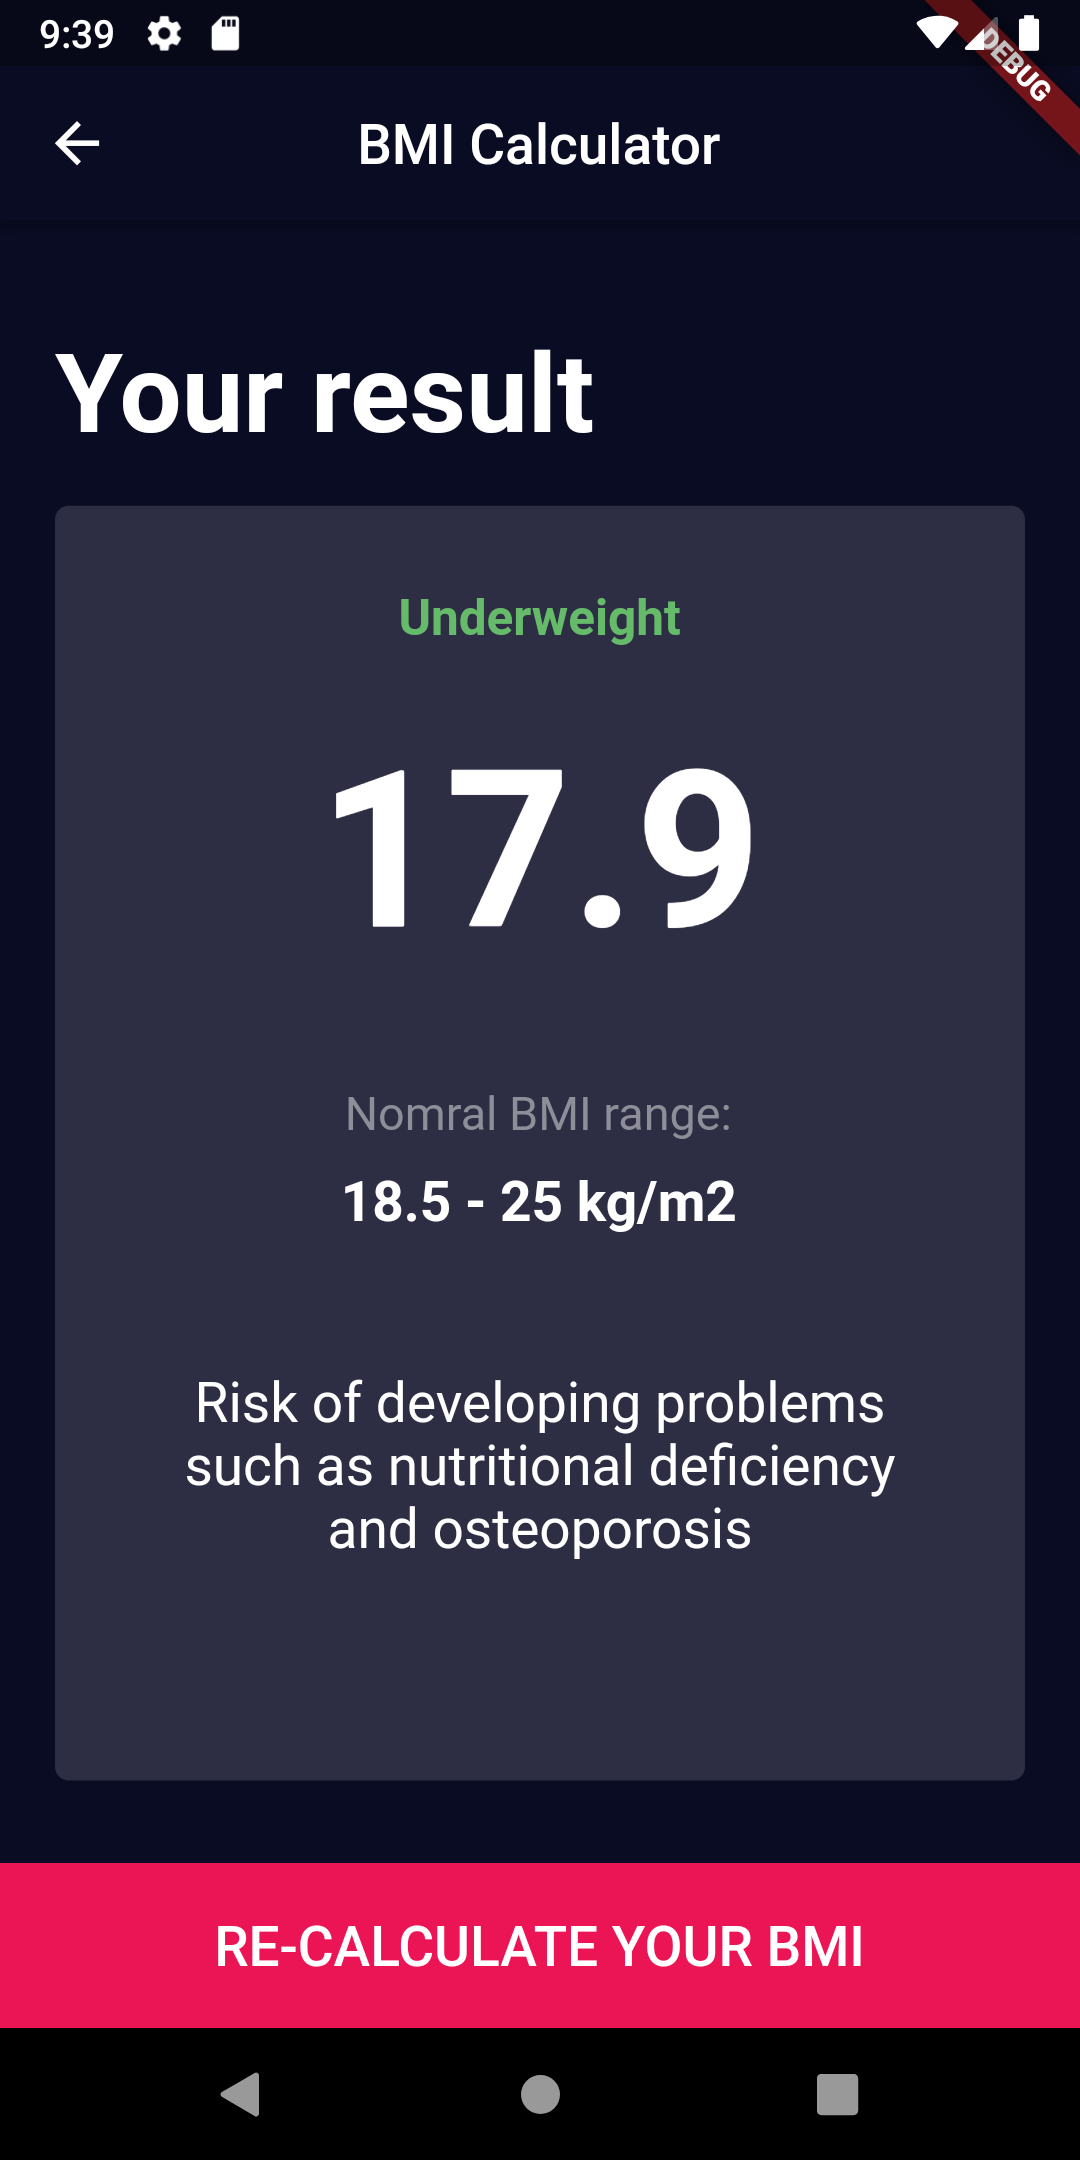 9:39
DEBUG
BMI Calculator
Your result
Underweight
17.9
Nomral BMI range:
18.5 - 25 kg/m2
Risk of developing problems
such as nutritional deficiency
and osteoporosis
RE-CALCULATE YOUR BMI